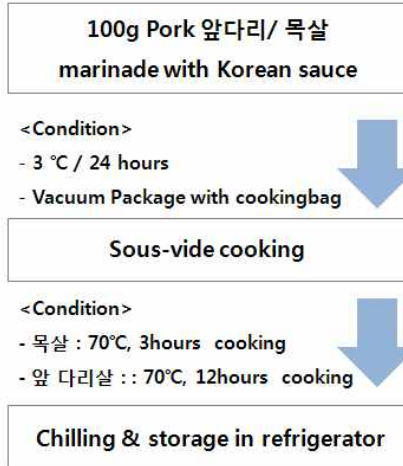 100g Pork 앞다리/ 목살
marinade with Korean sauce
<Condition>
- 3 ℃ / 24 hours
- Vacuum Package with cookingbag
Sous-vide cooking
<Condition>
- 목살 : 70℃, 3hours cooking
- 앞 다리살 : : 70℃, 12hours cooking
Chilling & storage in refrigerator